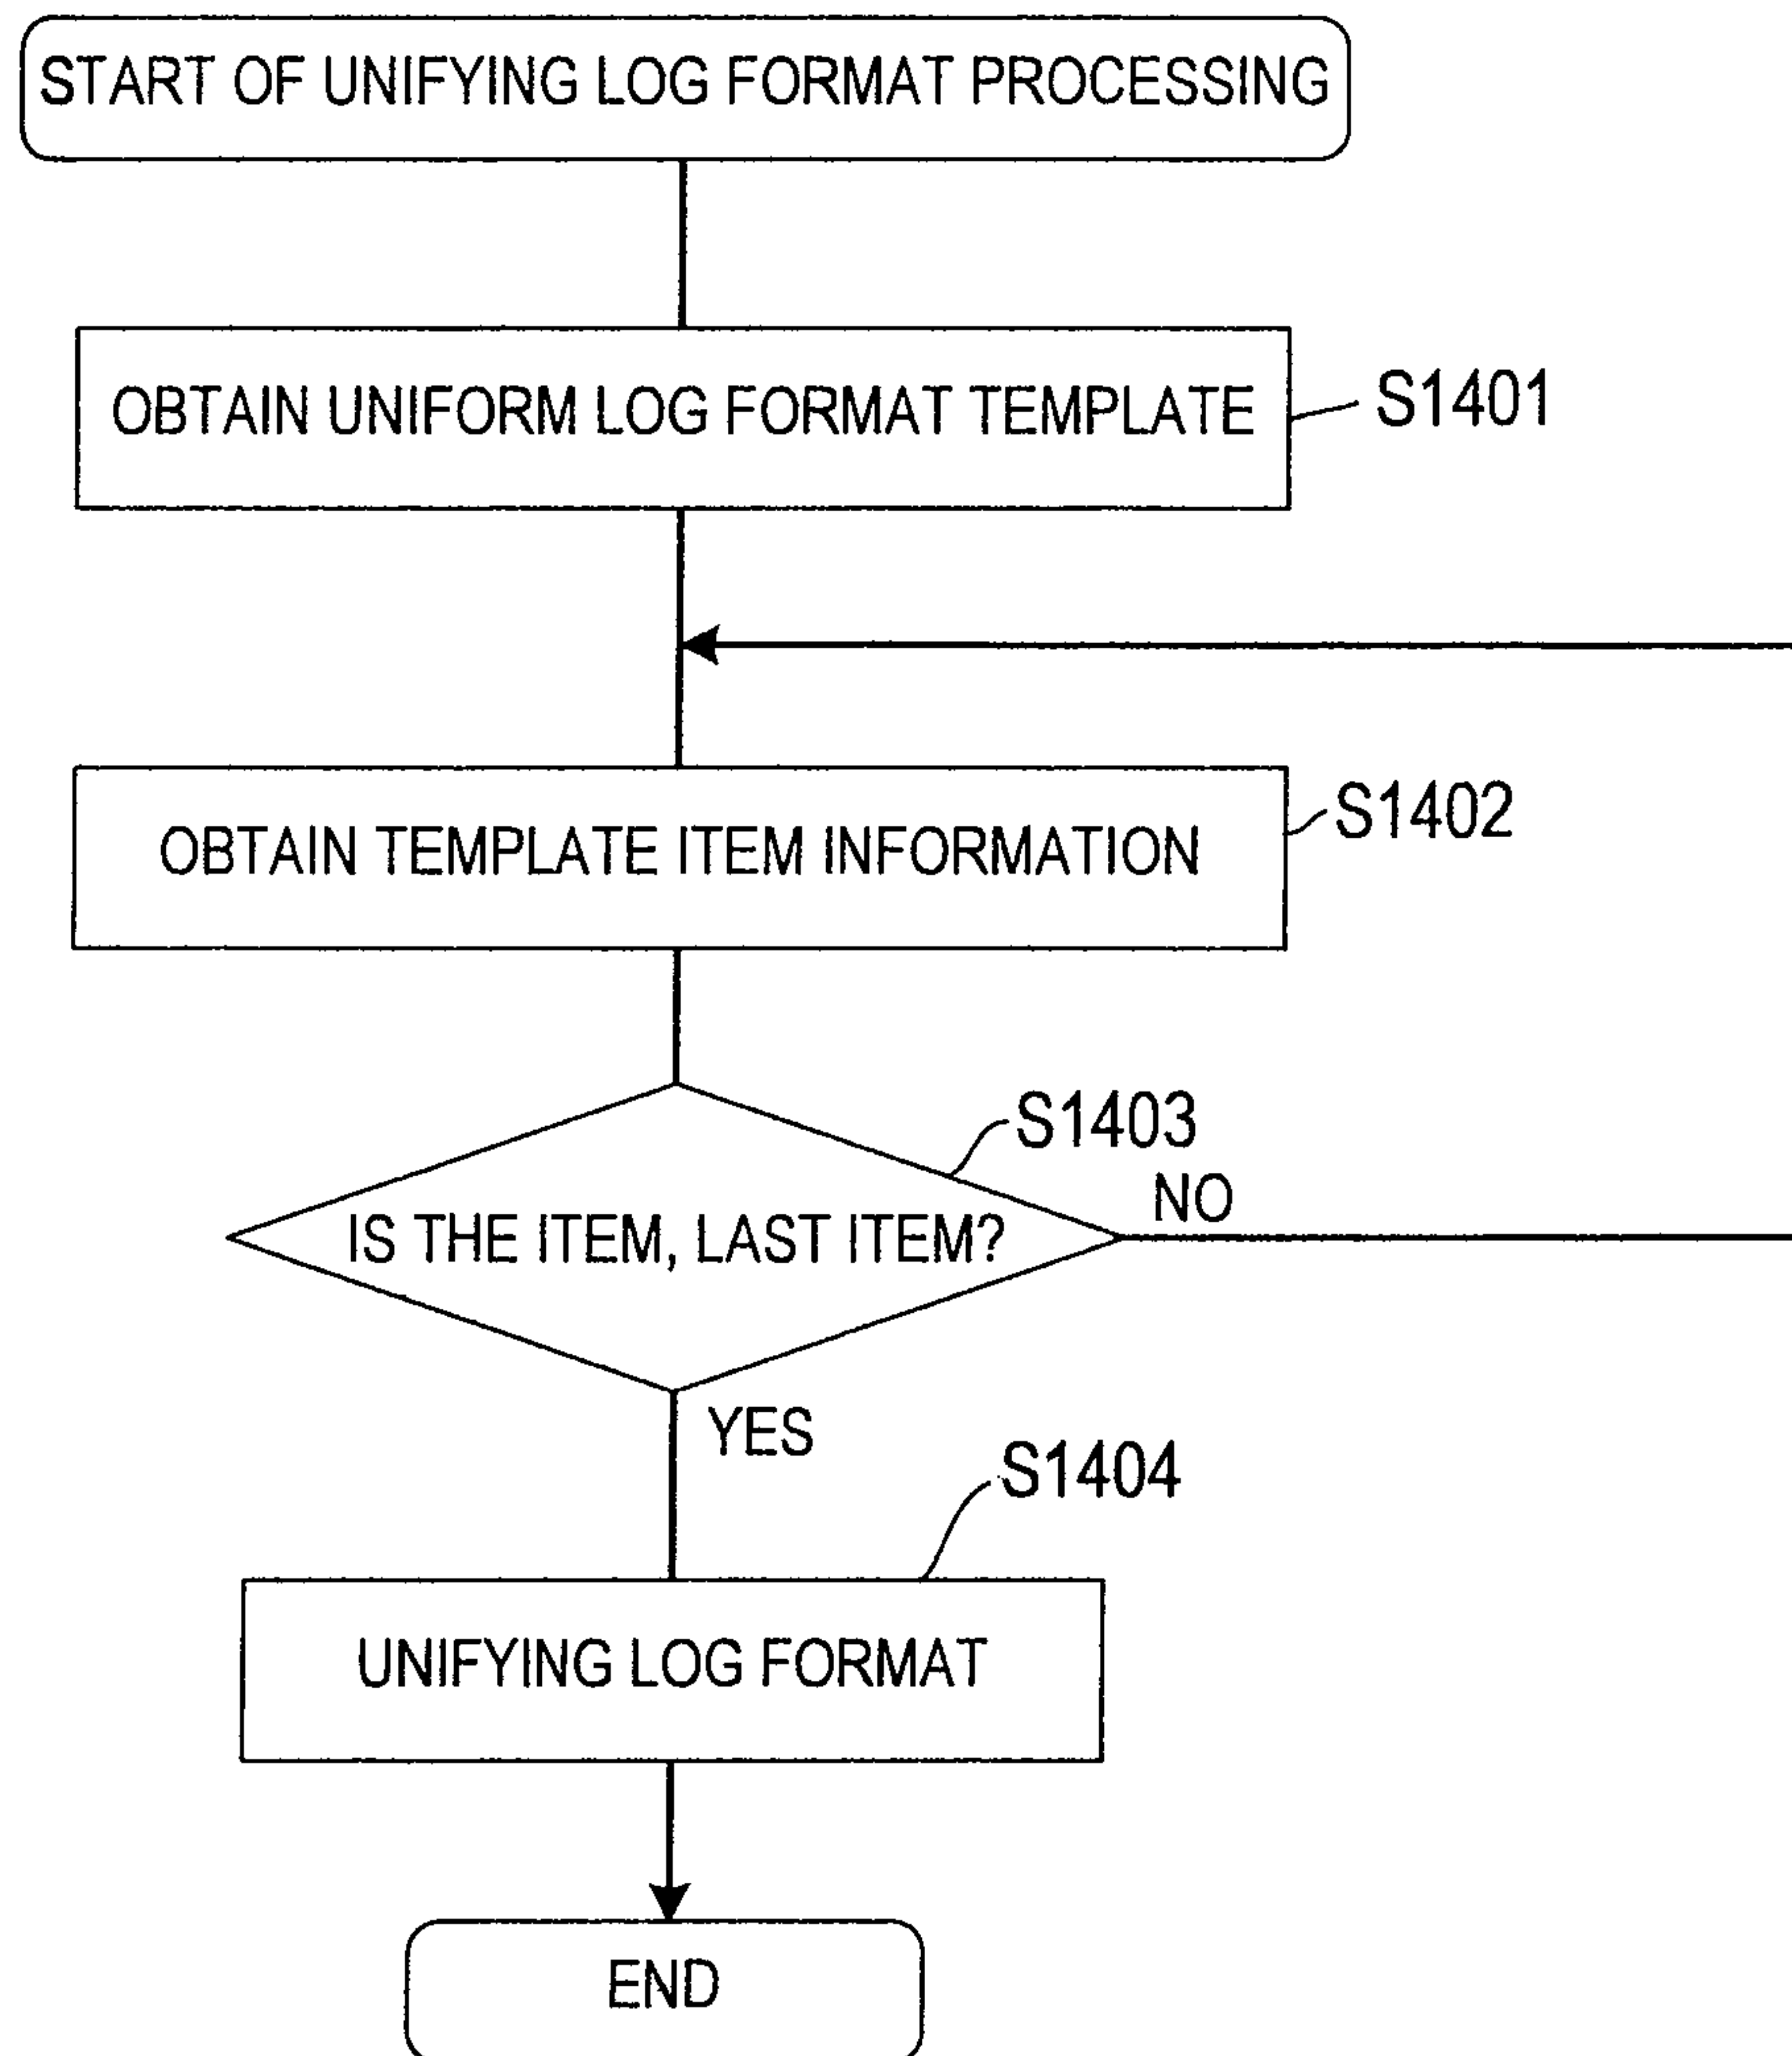 START OF UNIFYING LOG FORMAT PROCESSING
OBTAIN UNIFORM LOG FORMAT TEMPLATE
S1401
OBTAIN TEMPLATE ITEM INFORMATION
S1402
S1403
NO
IS THE ITEM, LAST ITEM?
YES
S1404
UNIFYING LOG FORMAT
END